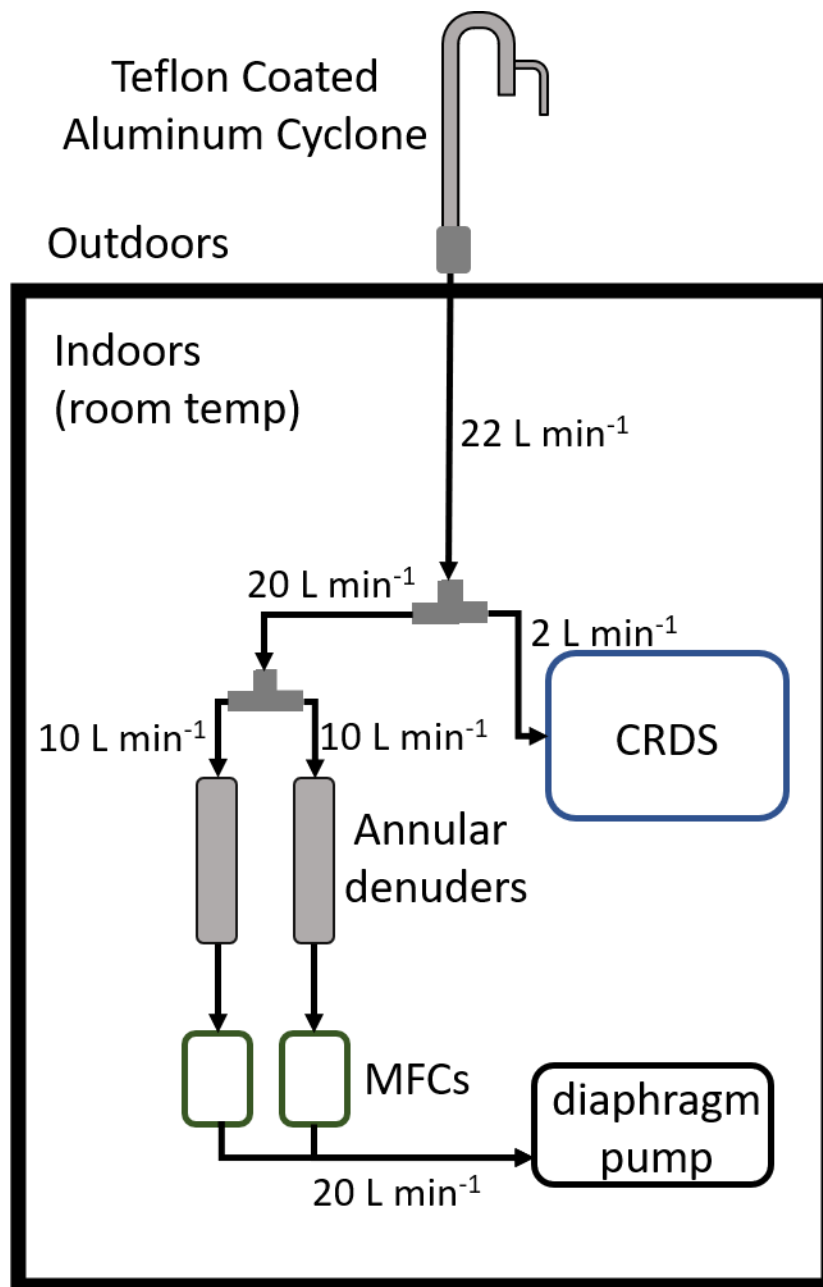 Teflon Coated
Aluminum Cyclone
Outdoors
Indoors
(room temp)
22 L min⁻¹
20 L min⁻¹
2 L min⁻¹
10 L min⁻¹
10 L min⁻¹
CRDS
Annular
denuders
MFCs
diaphragm
pump
20 L min⁻¹